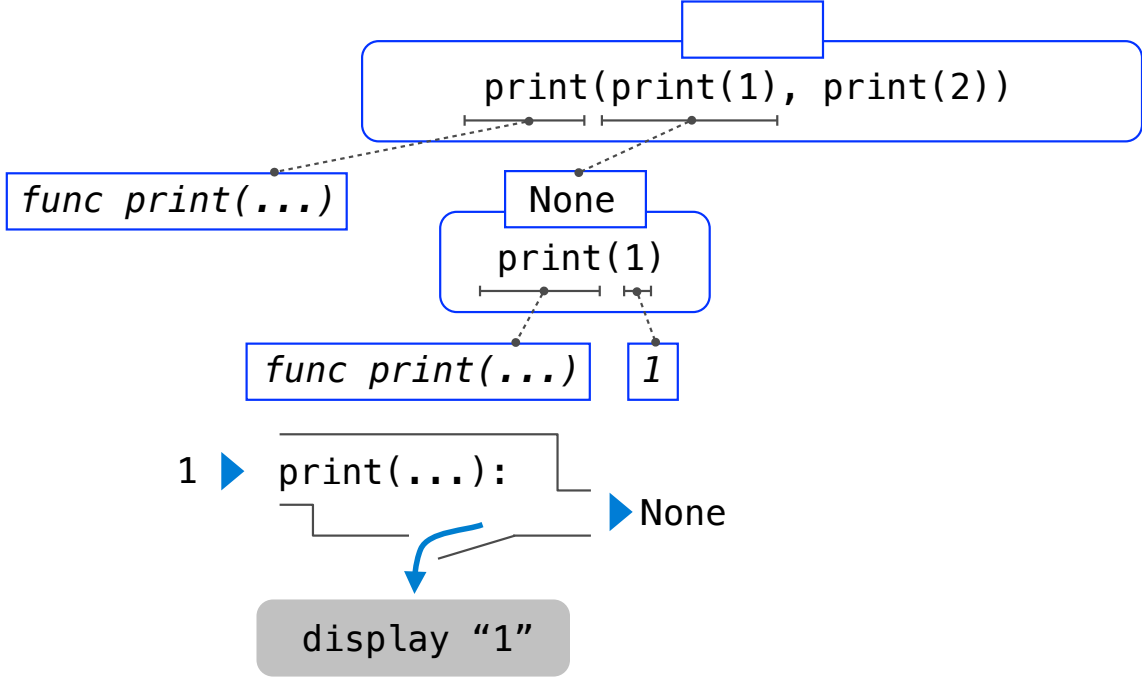 print(print(1), print(2))
func print(...)
None
print(1)
func print(...)
1
1
print(...):
None
display “1”